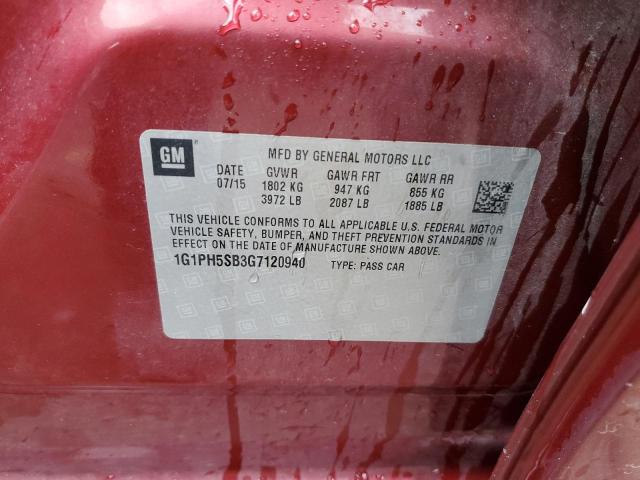 GM
MFD BY GENERAL MOTORS LLC
DATE GVWR GAWR FRT GAWR RR
07/15 1802 KG 947 KG 855 KG
3972 LB 2087 LB 1885 LB
THIS VEHICLE CONFORMS TO ALL APPLICABLE U.S. FEDERAL MOTOR
VEHICLE SAFETY, BUMPER, AND THEFT PREVENTION STANDARDS IN
EFFECT ON THE DATE OF MANUFACTURE SHOWN ABOVE.
1G1PH5SB3G7120940 TYPE: PASS CAR